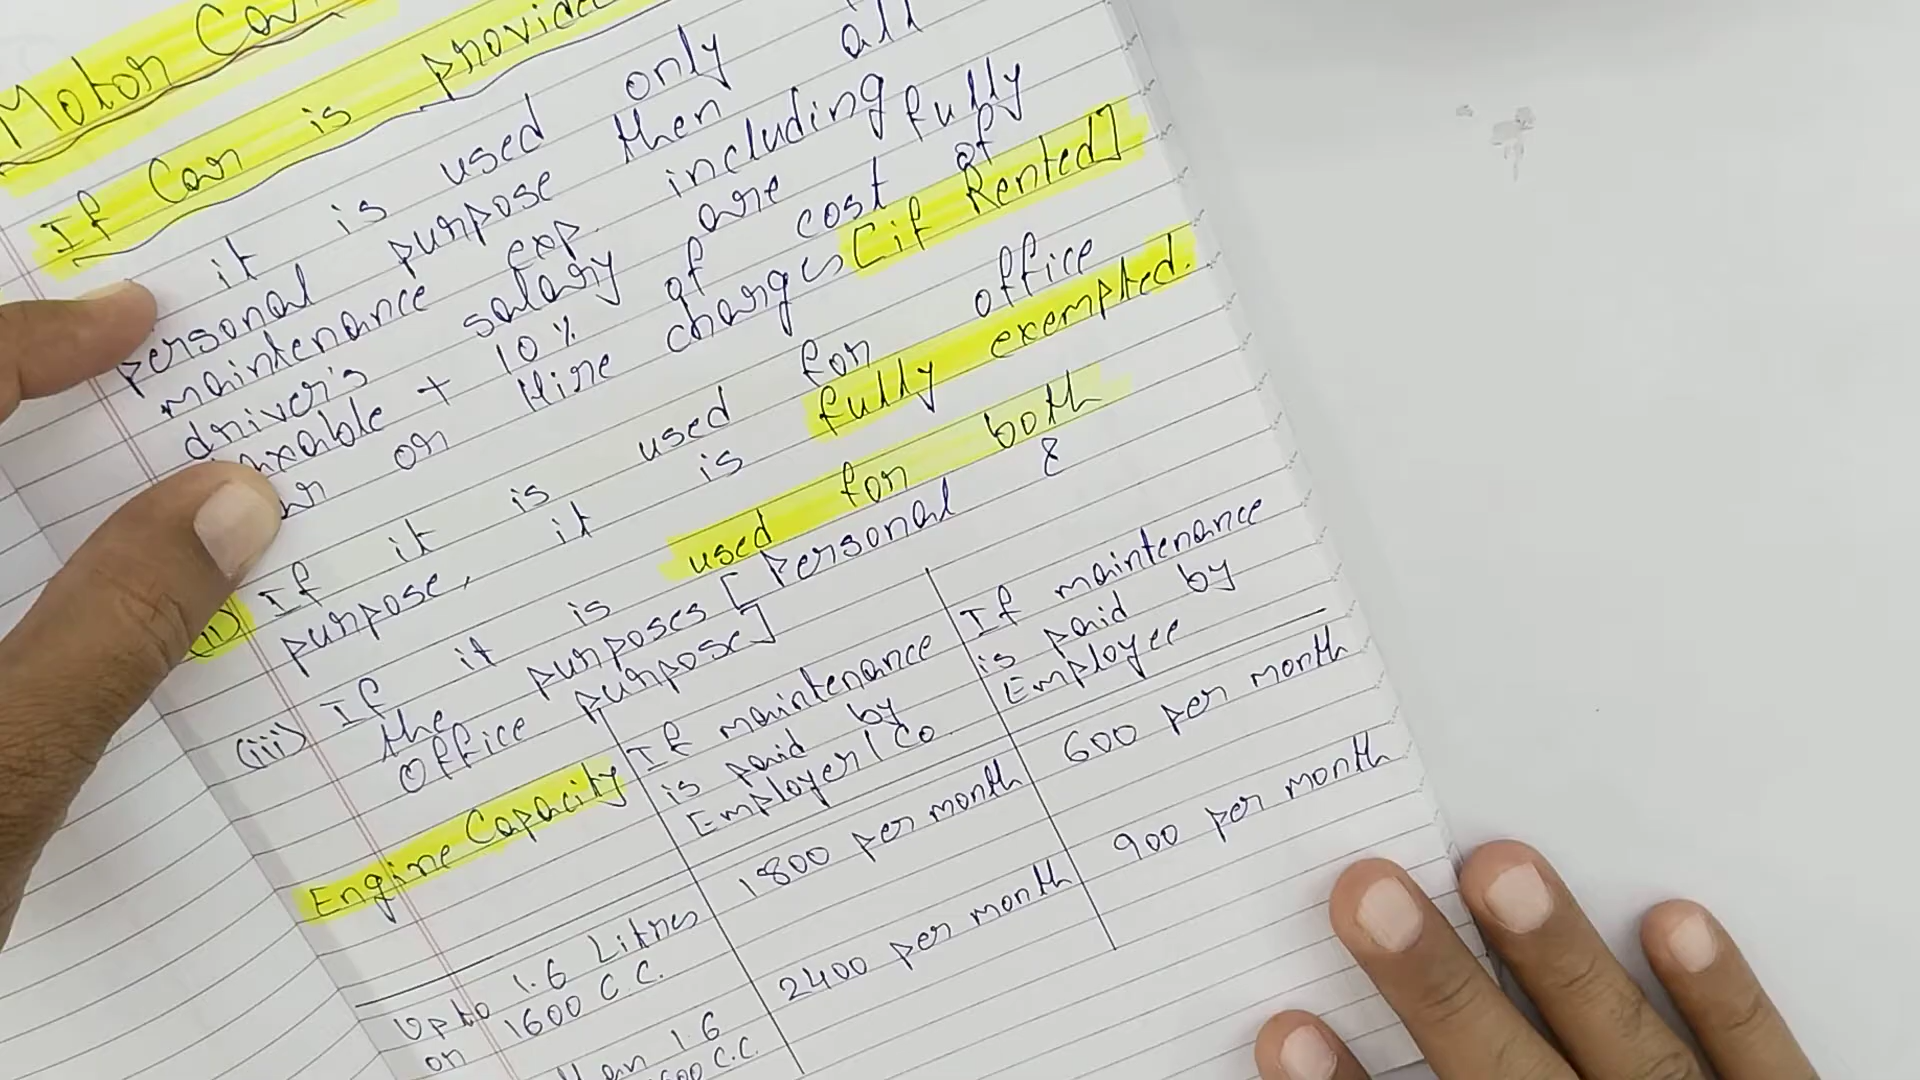 Motor Car
If Car is provided
it is used only
personal purpose then all
maintenance exp. including
driver's salary are fully
taxable + 10% of cost of
or Hire charges [if Rented]
(ii) If it is used for office
purpose, it is fully exempted.
(iii) If it is used for both
the purposes [Personal &
office purpose]
Engine Capacity
If maintenance
is paid by
Employer / Co.
If maintenance
is paid by
Employee
Upto 1.6 Litres
or 1600 C.C.
1800 per month
600 per month
1.6
C.C.
2400 per month
900 per month